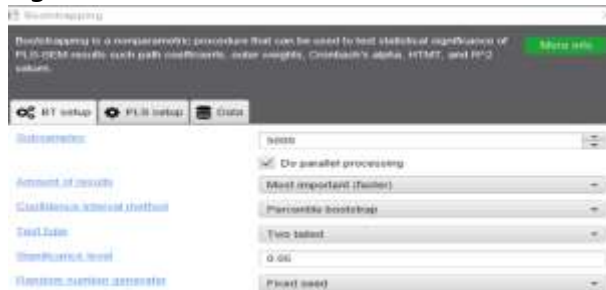 Bootstrapping
Bootstrapping is a nonparametric procedure that can be used to test statistical significance of
PLS-SEM results such path coefficients, outer weights, Cronbach's alpha, HTMT, and R^2
values.
More info
BT setup PLS setup Data
Subsamples 5000
Do parallel processing
Amount of results Most important (faster)
Confidence interval method Percentile bootstrap
Test type Two tailed
Significance level 0.05
Random number generator Fixed seed